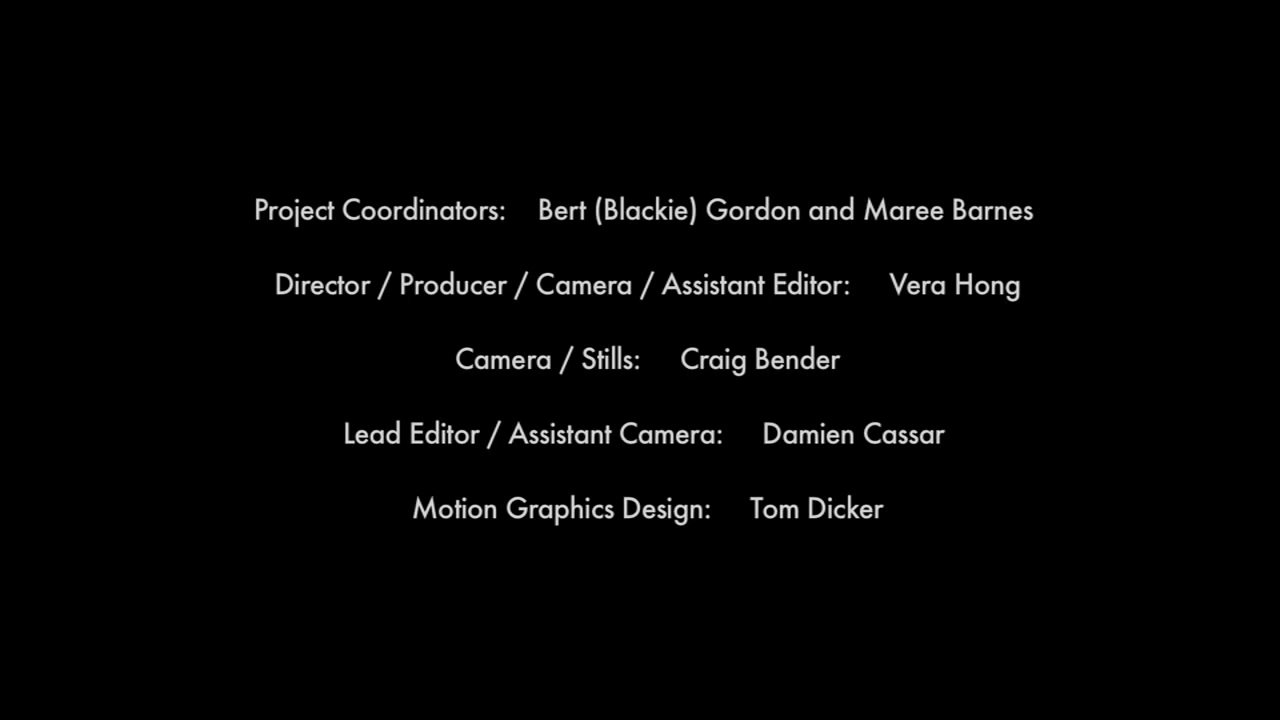 Project Coordinators: Bert (Blackie) Gordon and Maree Barnes
Director / Producer / Camera / Assistant Editor: Vera Hong
Camera / Stills: Craig Bender
Lead Editor / Assistant Camera: Damien Cassar
Motion Graphics Design: Tom Dicker